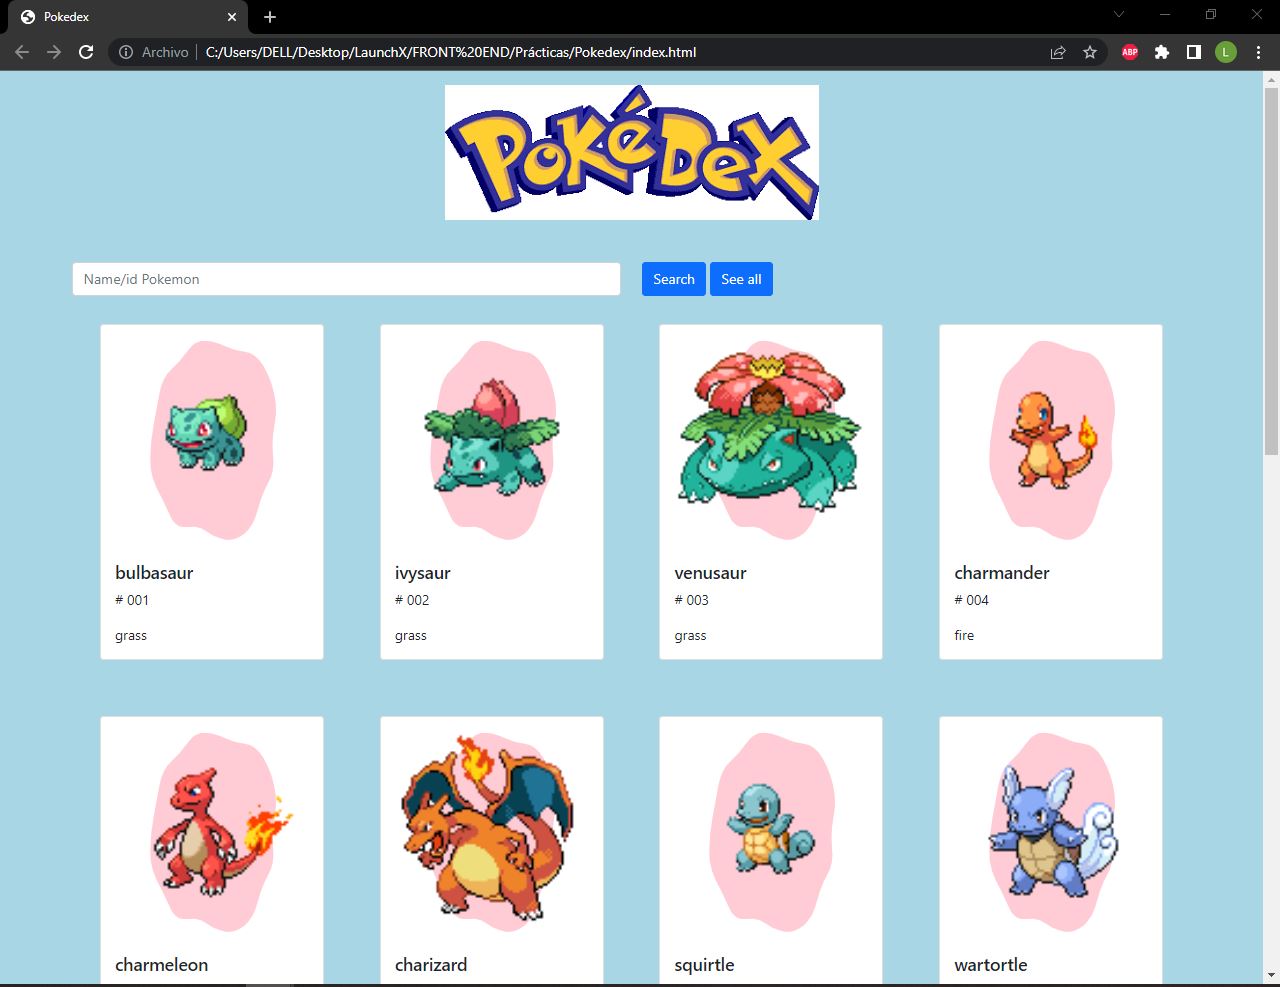 Pokedex
Archivo C:/Users/DELL/Desktop/LaunchX/FRONT%20END/Prácticas/Pokedex/index.html
ABP
L
POKéDEX
Name/id Pokemon
Search See all
bulbasaur
# 001
grass
ivysaur
# 002
grass
venusaur
# 003
grass
charmander
# 004
fire
charmeleon
charizard
squirtle
wartortle